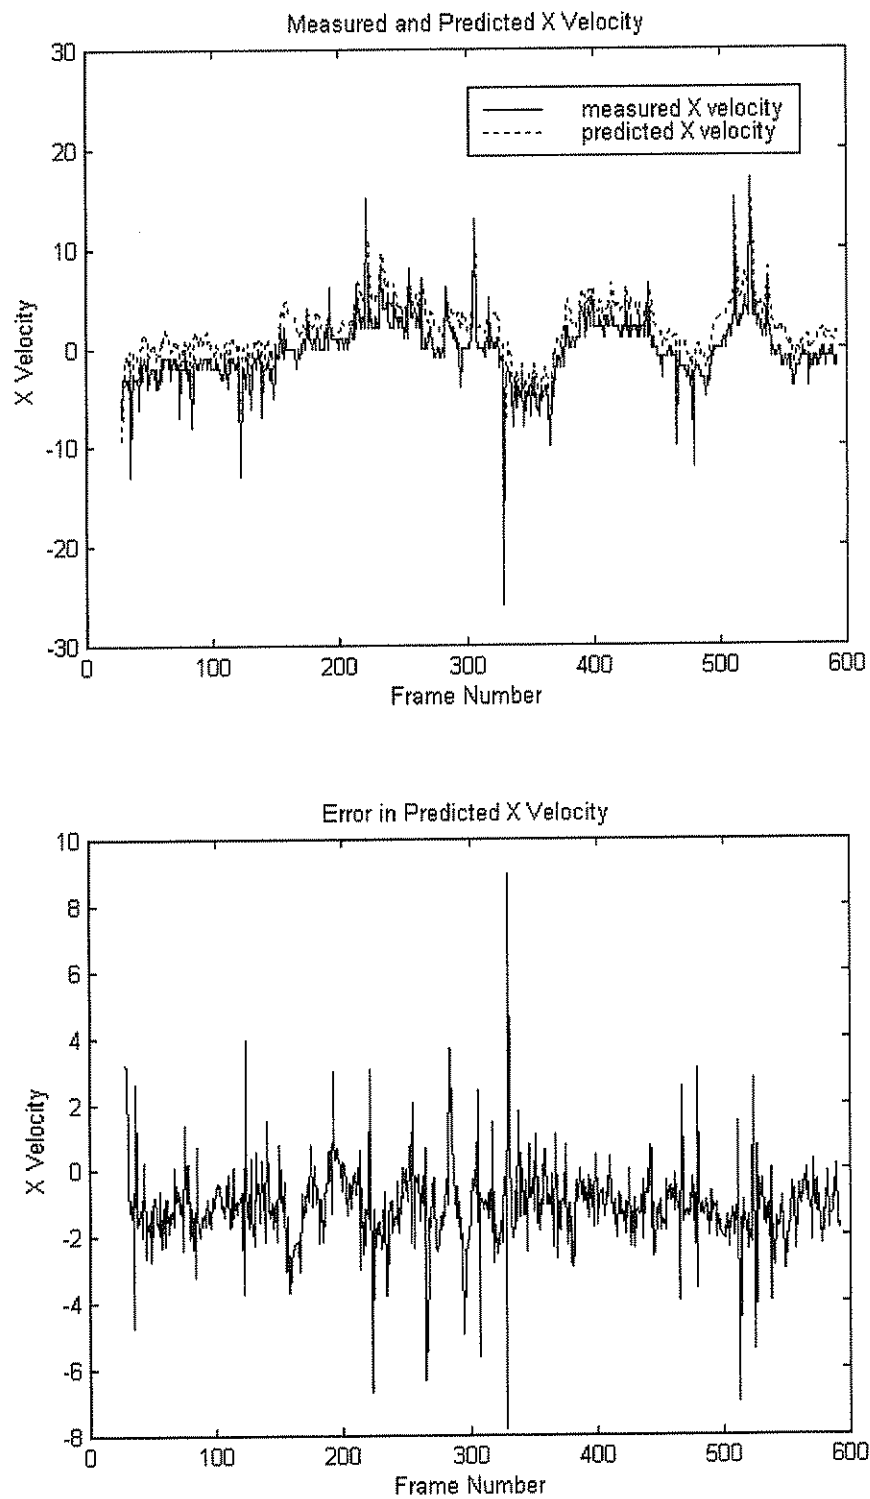 Measured and Predicted X Velocity
30
20
10
0
-10
-20
-30
X Velocity
measured X velocity
predicted X velocity
0 100 200 300 400 500 600
Frame Number
Error in Predicted X Velocity
10
8
6
4
2
0
-2
-4
-6
-8
X Velocity
0 100 200 300 400 500 600
Frame Number